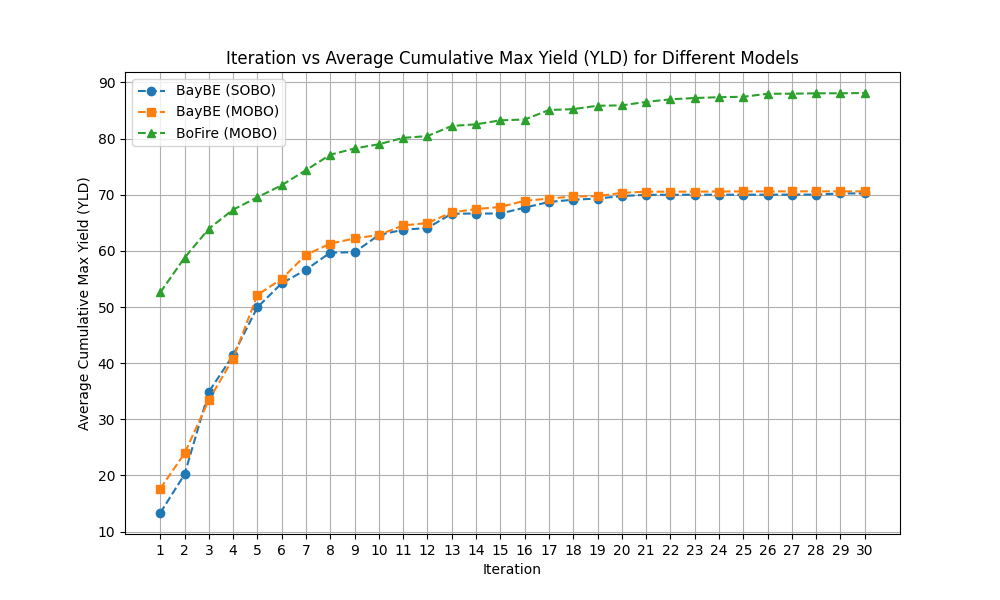 Iteration vs Average Cumulative Max Yield (YLD) for Different Models
BayBE (SOBO)
BayBE (MOBO)
BoFire (MOBO)
Average Cumulative Max Yield (YLD)
90
80
70
60
50
40
30
20
10
1 2 3 4 5 6 7 8 9 10 11 12 13 14 15 16 17 18 19 20 21 22 23 24 25 26 27 28 29 30
Iteration